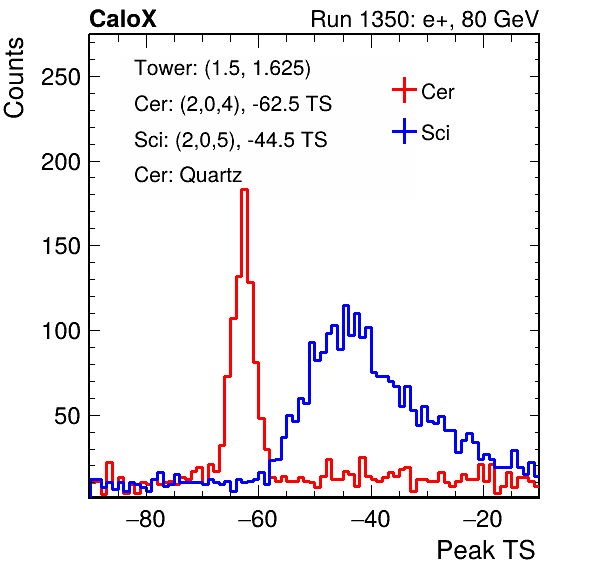 CaloX Run 1350: e+, 80 GeV
Counts
Tower: (1.5, 1.625)
Cer: (2,0,4), -62.5 TS
Sci: (2,0,5), -44.5 TS
Cer: Quartz
Cer
Sci
250
200
150
100
50
−80 −60 −40 −20
Peak TS